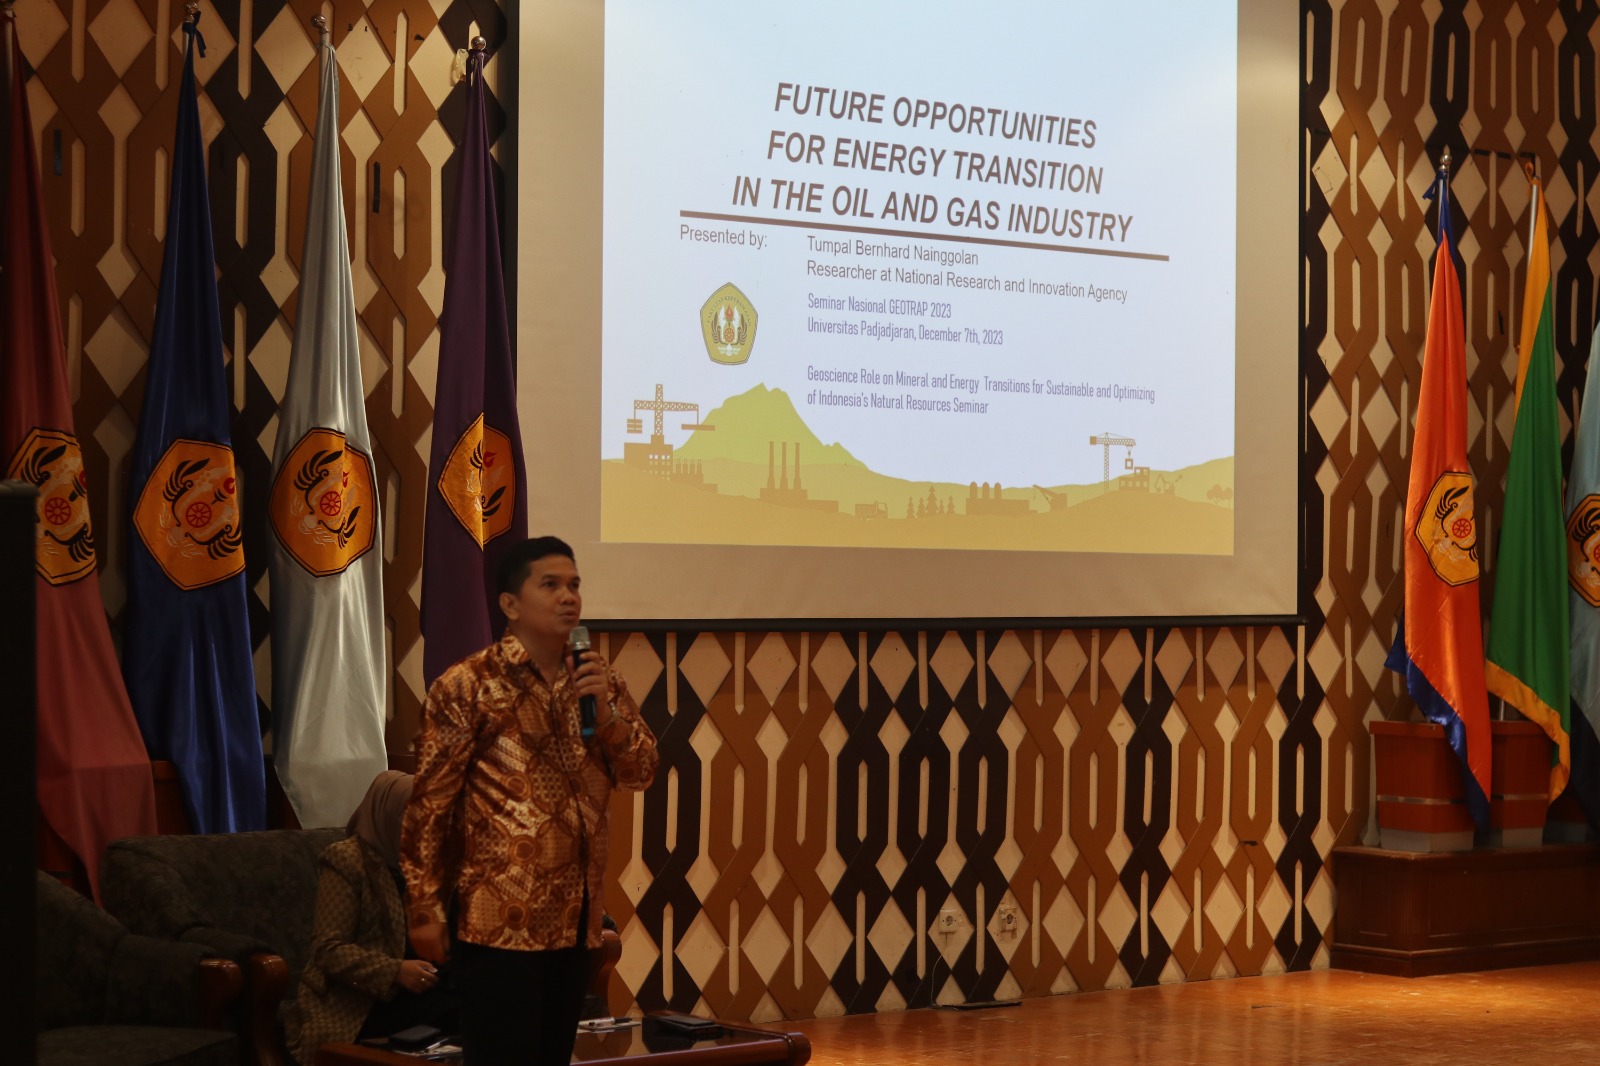 FUTURE OPPORTUNITIES
FOR ENERGY TRANSITION
IN THE OIL AND GAS INDUSTRY
Presented by: Tumpal Bernhard Nainggolan
Researcher at National Research and Innovation Agency
Seminar Nasional GEOTRAP 2023
Universitas Padjadjaran, December 7th, 2023
Geoscience Role on Mineral and Energy Transitions for Sustainable and Optimizing
of Indonesia's Natural Resources Seminar